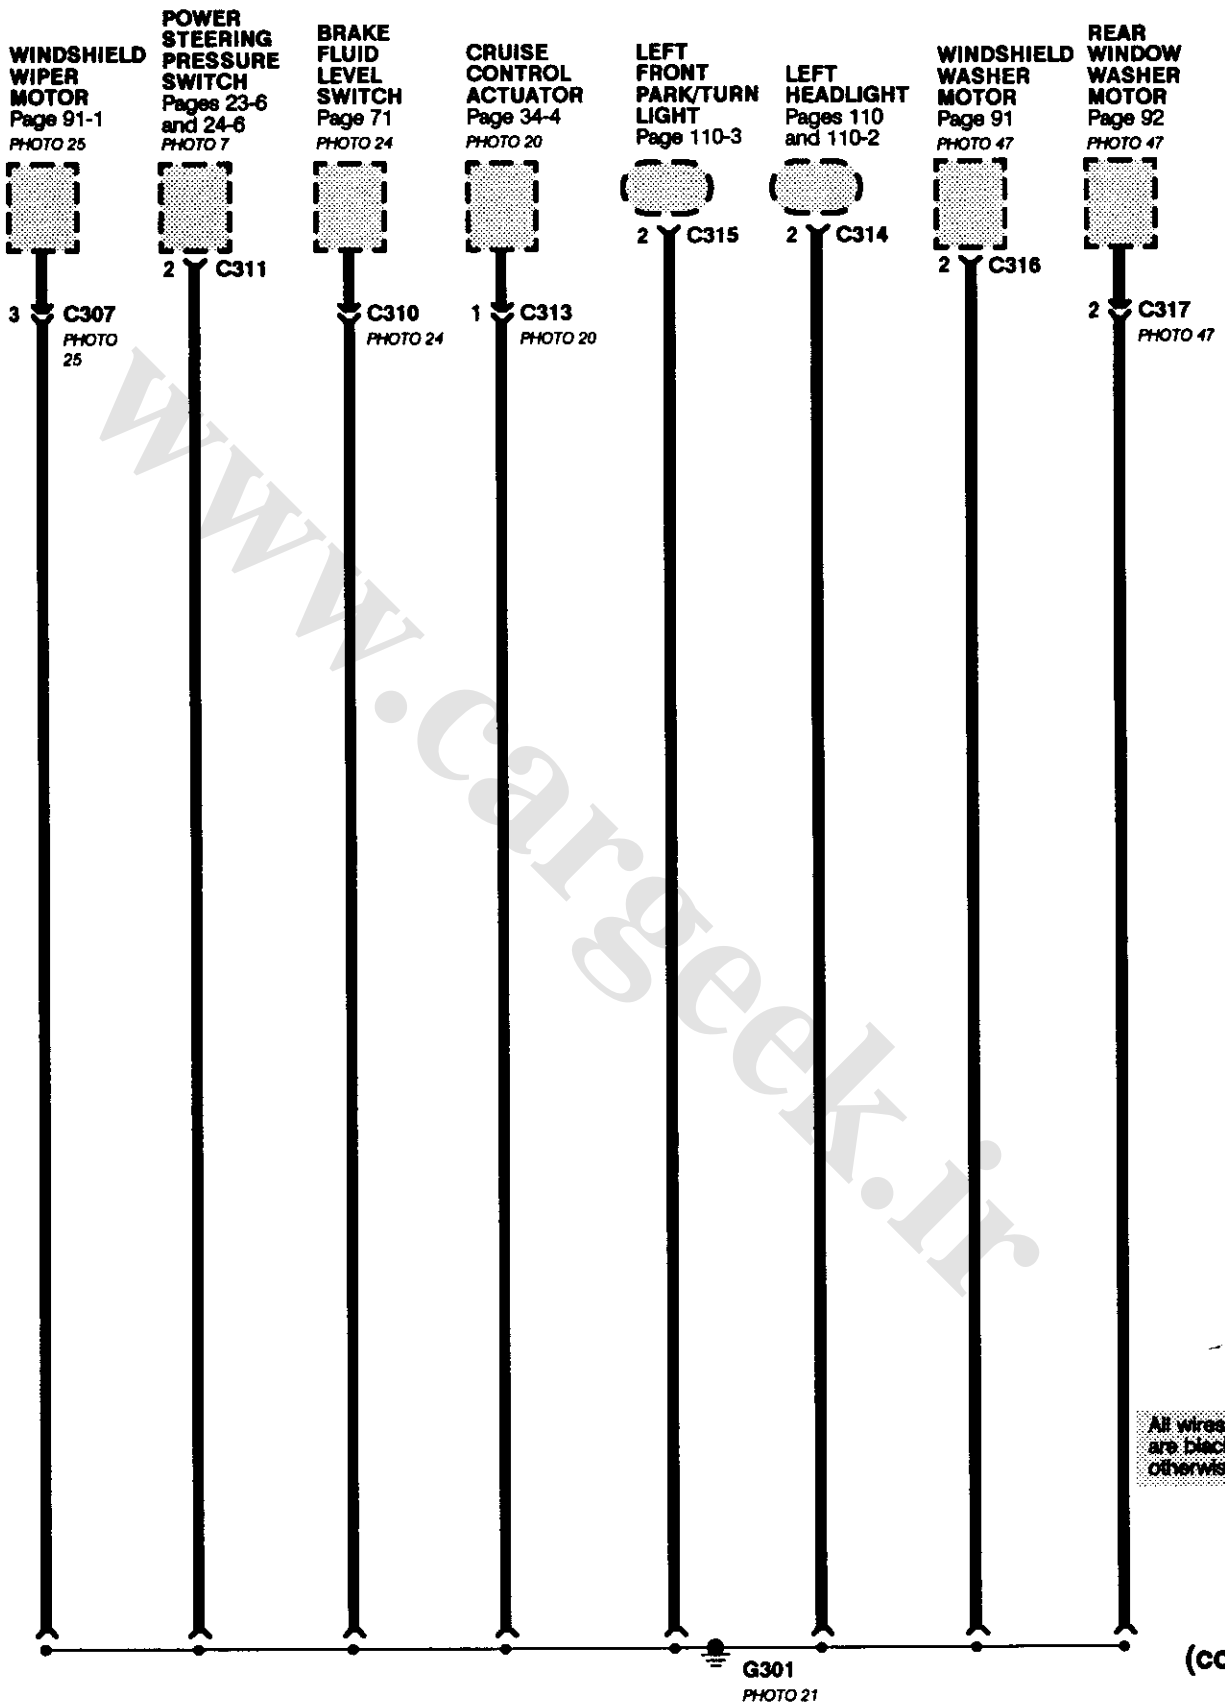 WINDSHIELD
WIPER
MOTOR
Page 91-1
PHOTO 25
POWER
STEERING
PRESSURE
SWITCH
Pages 23-6
and 24-6
PHOTO 7
BRAKE
FLUID
LEVEL
SWITCH
Page 71
PHOTO 24
CRUISE
CONTROL
ACTUATOR
Page 34-4
PHOTO 20
LEFT
FRONT
PARK/TURN
LIGHT
Page 110-3
LEFT
HEADLIGHT
Pages 110
and 110-2
WINDSHIELD
WASHER
MOTOR
Page 91
PHOTO 47
REAR
WINDOW
WASHER
MOTOR
Page 92
PHOTO 47
3 C307
PHOTO
25
2 C311
C310
PHOTO 24
1 C313
PHOTO 20
2 C315
2 C314
2 C316
2 C317
PHOTO 47
www.cargeek.ir
All wires
are
G301
PHOTO 21